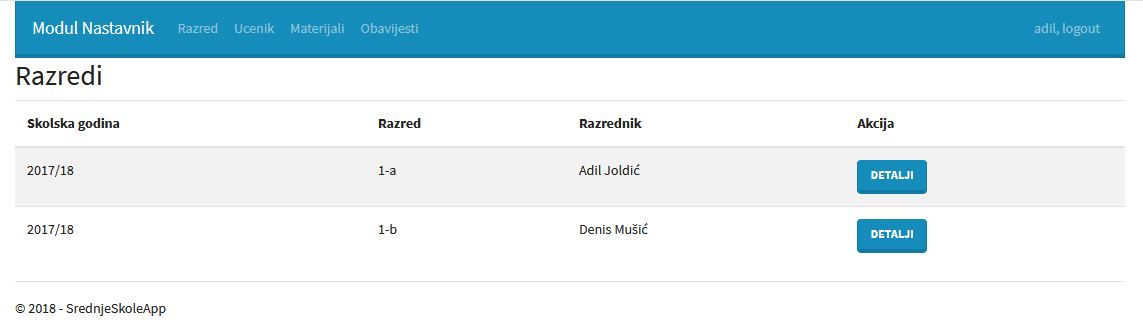 Modul Nastavnik Razred Ucenik Materijali Obavijesti adil, logout
Razredi
Skolska godina Razred Razrednik Akcija
2017/18 1-a Adil Joldić DETALJI
2017/18 1-b Denis Mušić DETALJI
© 2018 - SrednjeSkoleApp